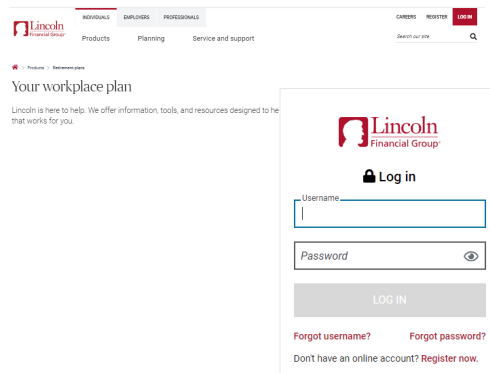 INDIVIDUALS EMPLOYERS PROFESSIONALS CAREERS REGISTER LOG IN
Lincoln
Financial Group®
Products Planning Service and support Search our site
> Products > Retirement plans
Your workplace plan
Lincoln is here to help. We offer information, tools, and resources designed to he
that works for you.
Lincoln
Financial Group®
Log in
Username
Password
LOG IN
Forgot username? Forgot password?
Don't have an online account? Register now.